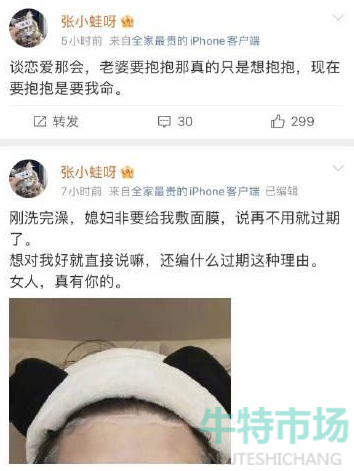 张小蛙呀
5小时前 来自全家最贵的iPhone客户端
谈恋爱那会，老婆要抱抱那真的只是想抱抱，现在
要抱抱是要我命。
转发
30
299
张小蛙呀
7小时前 来自全家最贵的iPhone客户端 已编辑
刚洗完澡，媳妇非要给我敷面膜，说再不用就过期
了。
想对我好就直接说嘛，还编什么过期这种理由。
女人，真有你的。
牛特市场